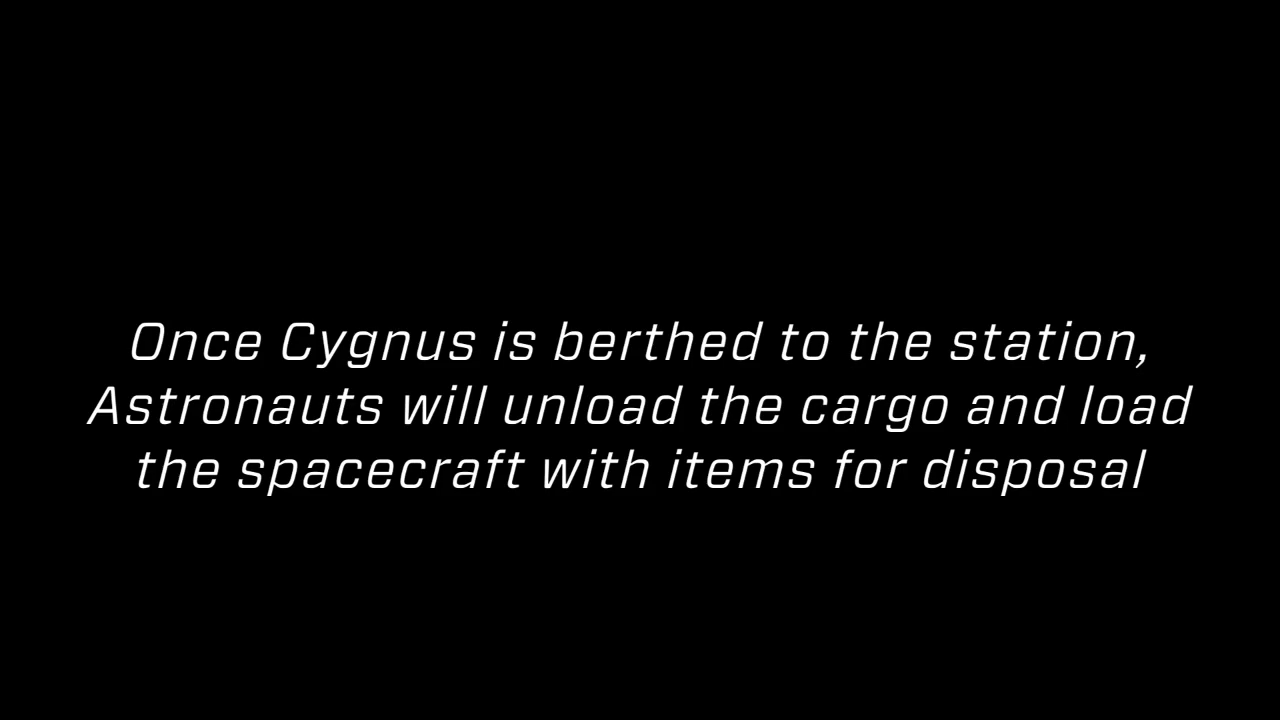 Once Cygnus is berthed to the station,
Astronauts will unload the cargo and load
the spacecraft with items for disposal